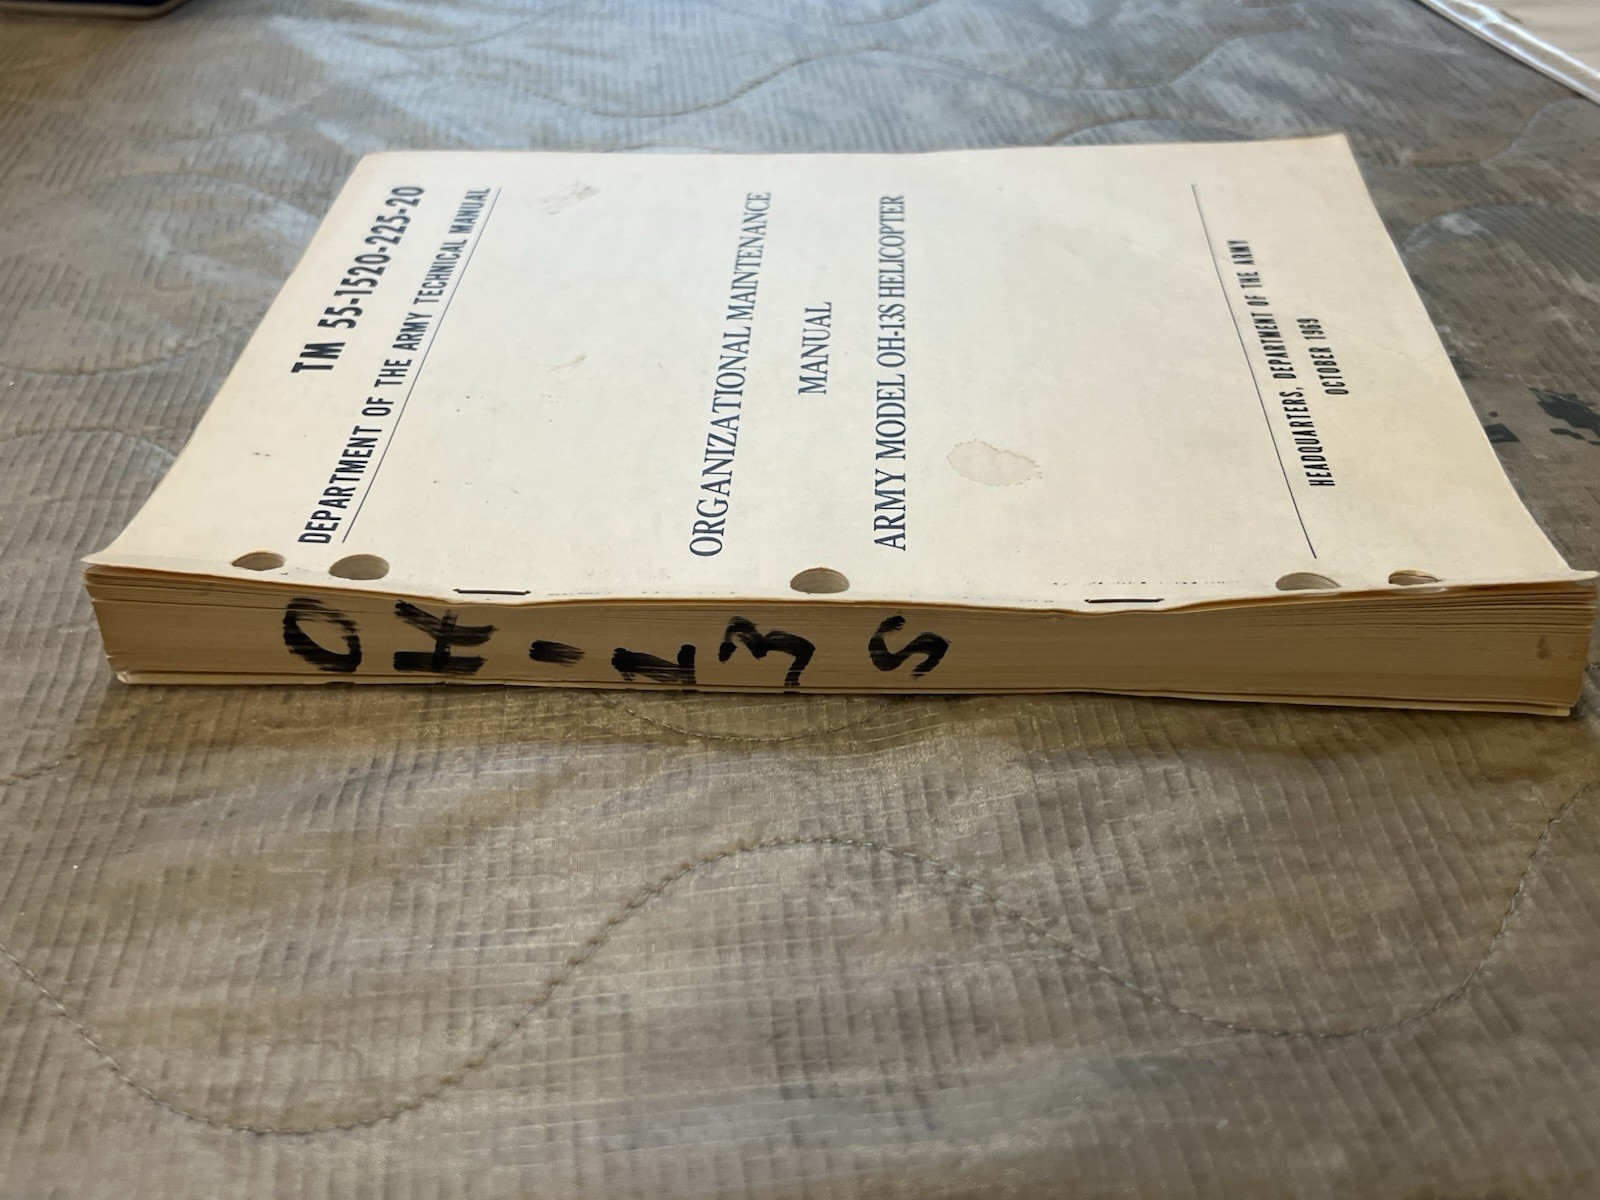 TM 55-1520-225-20
DEPARTMENT OF THE ARMY TECHNICAL MANUAL
ORGANIZATIONAL MAINTENANCE
MANUAL
ARMY MODEL OH-13S HELICOPTER
HEADQUARTERS, DEPARTMENT OF THE ARMY
OCTOBER 1969
OH-13S